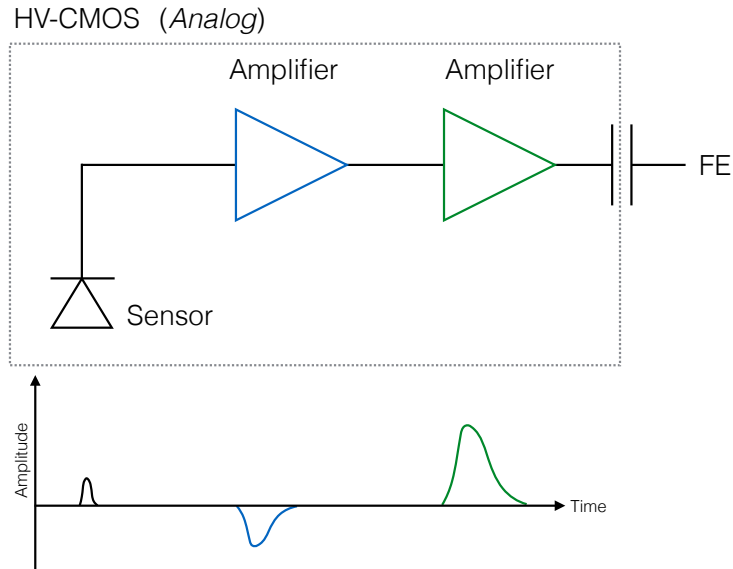 HV-CMOS (Analog)
Amplifier Amplifier
FE
Sensor
Amplitude
Time